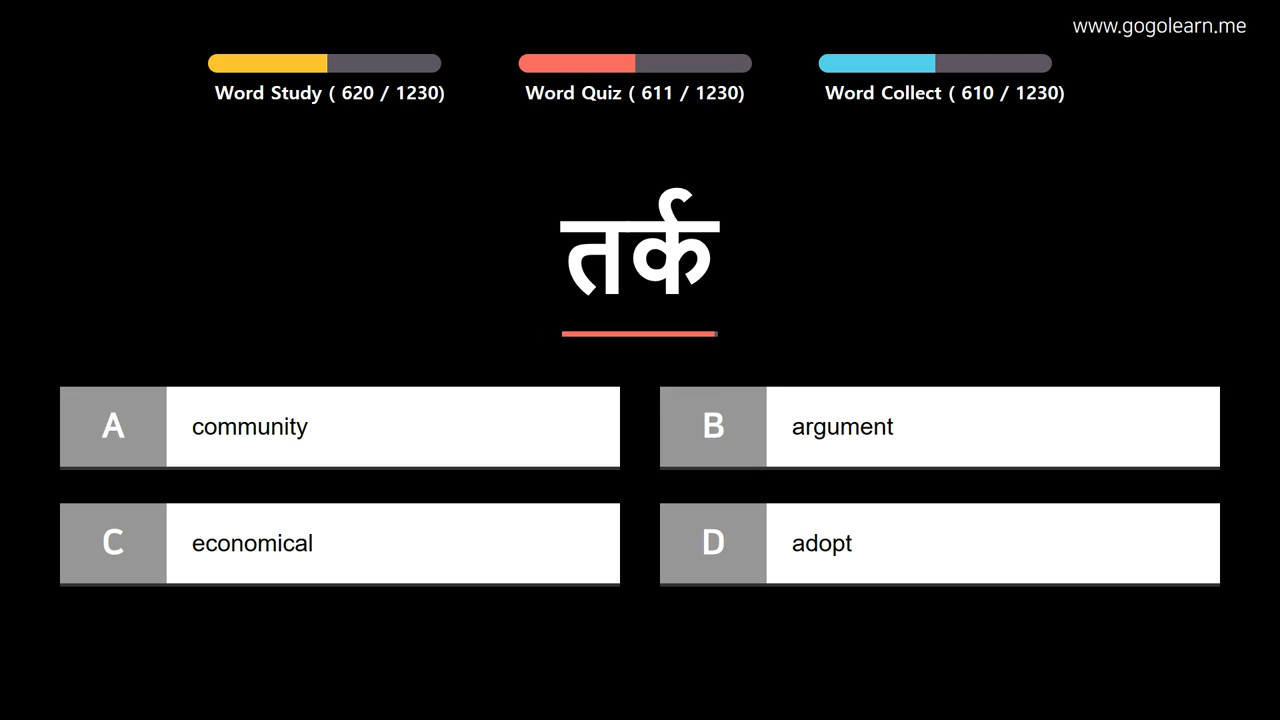 www.gogolearn.me
Word Study ( 620 / 1230)
Word Quiz ( 611 / 1230)
Word Collect ( 610 / 1230)
तर्क
A community
B argument
C economical
D adopt